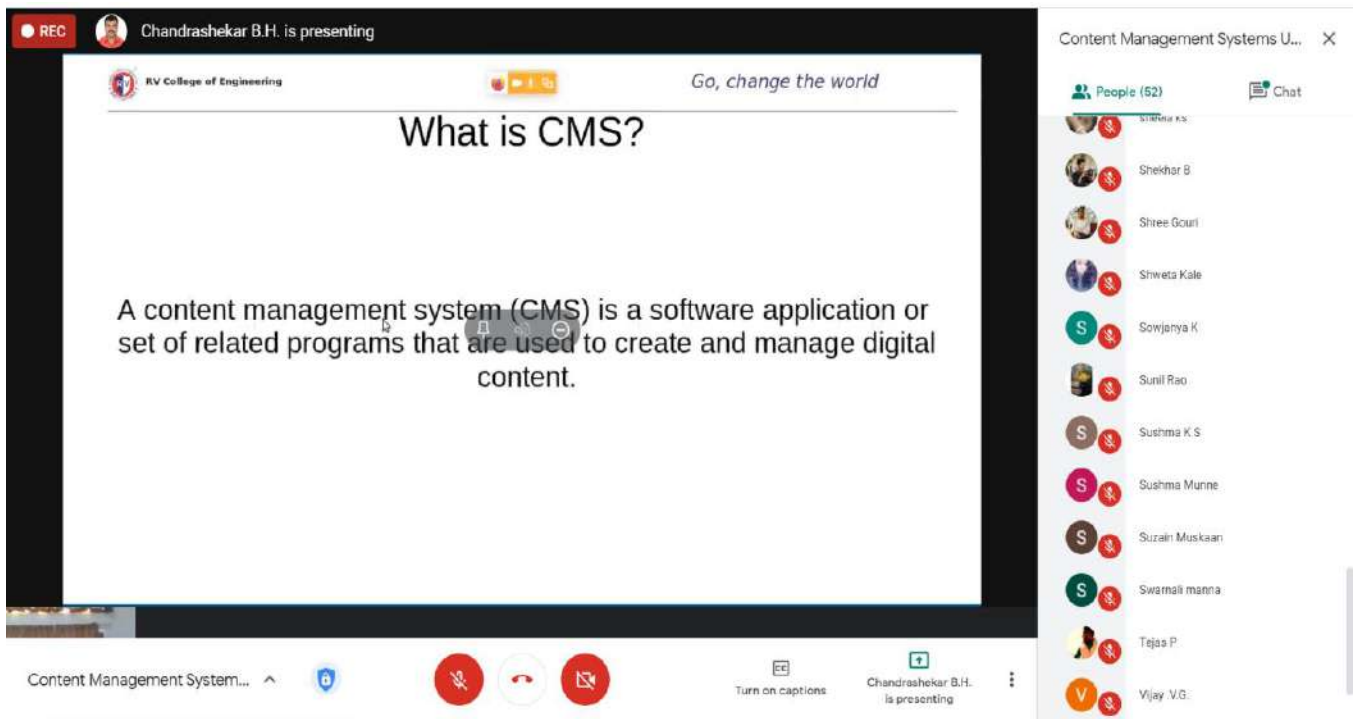 REC
Chandrashekar B.H. is presenting
RV College of Engineering
Go, change the world
What is CMS?
A content management system (CMS) is a software application or
set of related programs that are used to create and manage digital
content.
Content Management System... 
Turn on captions
Chandrashekar B.H.
is presenting
Content Management Systems U...
People (52)
Chat
Shekhar B
Shree Gouri
Shweta Kale
S
Sowjanya K
Sunil Rao
S
Sushma K S
S
Sushma Munne
S
Suzain Muskaan
S
Swarnali manna
Tejas P
V
Vijay .V.G.